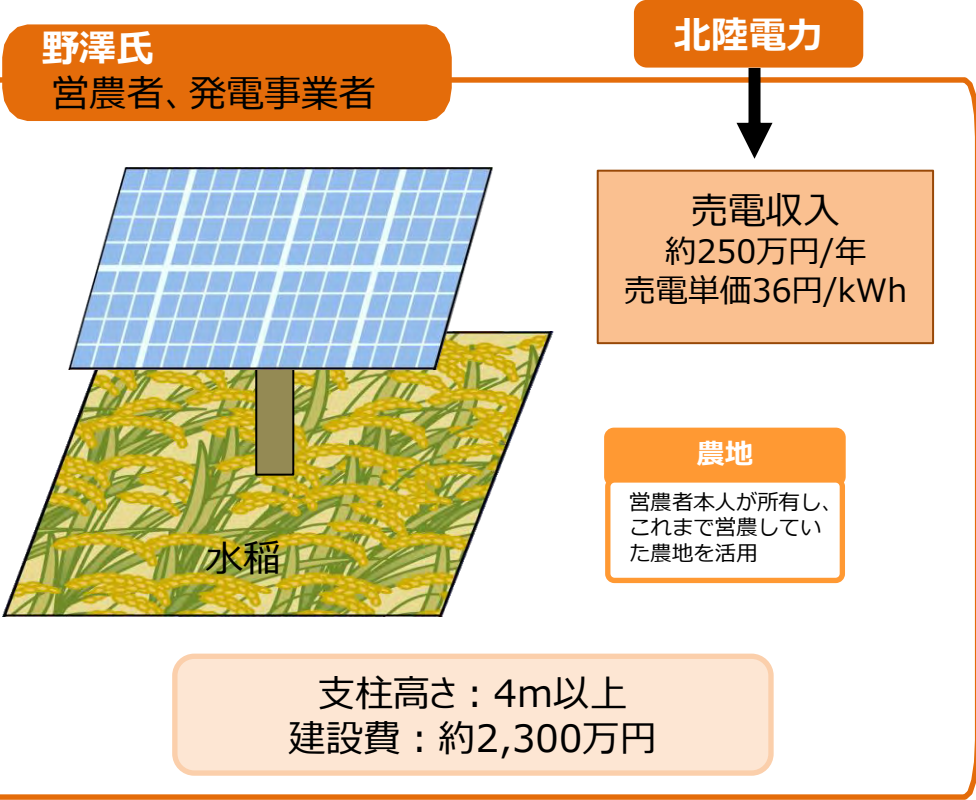 野澤氏
営農者、発電事業者
北陸電力
売電収入
約250万円/年
売電単価36円/kWh
農地
営農者本人が所有し、
これまで営農してい
た農地を活用
水稲
支柱高さ：4m以上
建設費：約2,300万円